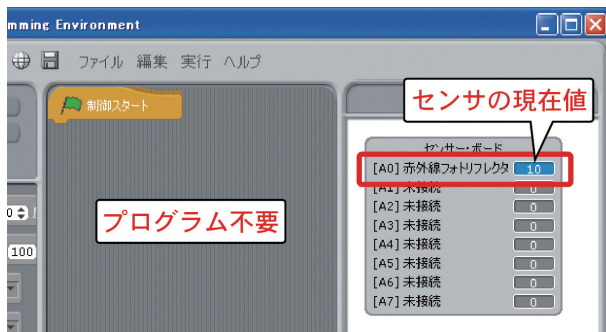 mming Environment
ファイル 編集 実行 ヘルプ
制御スタート
センサの現在値
センサー・ボード
[A0] 赤外線フォトリフレクタ 10
[A1] 未接続 0
[A2] 未接続 0
[A3] 未接続 0
[A4] 未接続 0
[A5] 未接続 0
[A6] 未接続 0
[A7] 未接続 0
プログラム不要
0
100